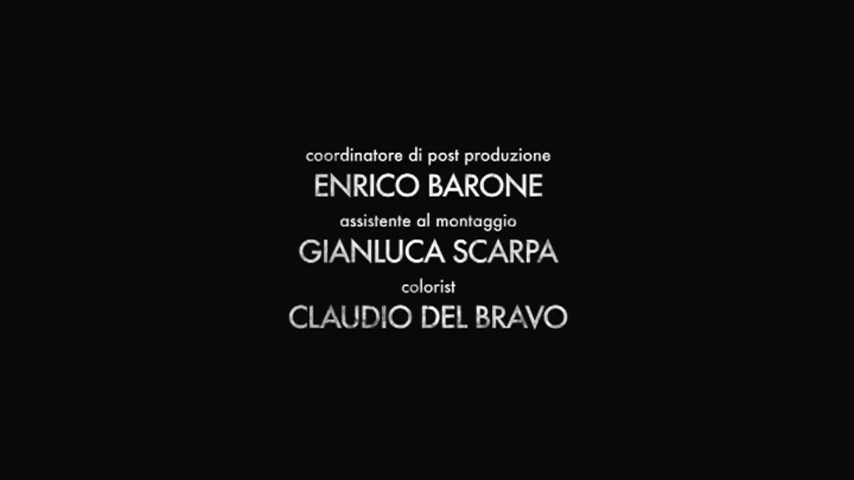 coordinatore di post produzione
ENRICO BARONE
assistente al montaggio
GIANLUCA SCARPA
colorist
CLAUDIO DEL BRAVO